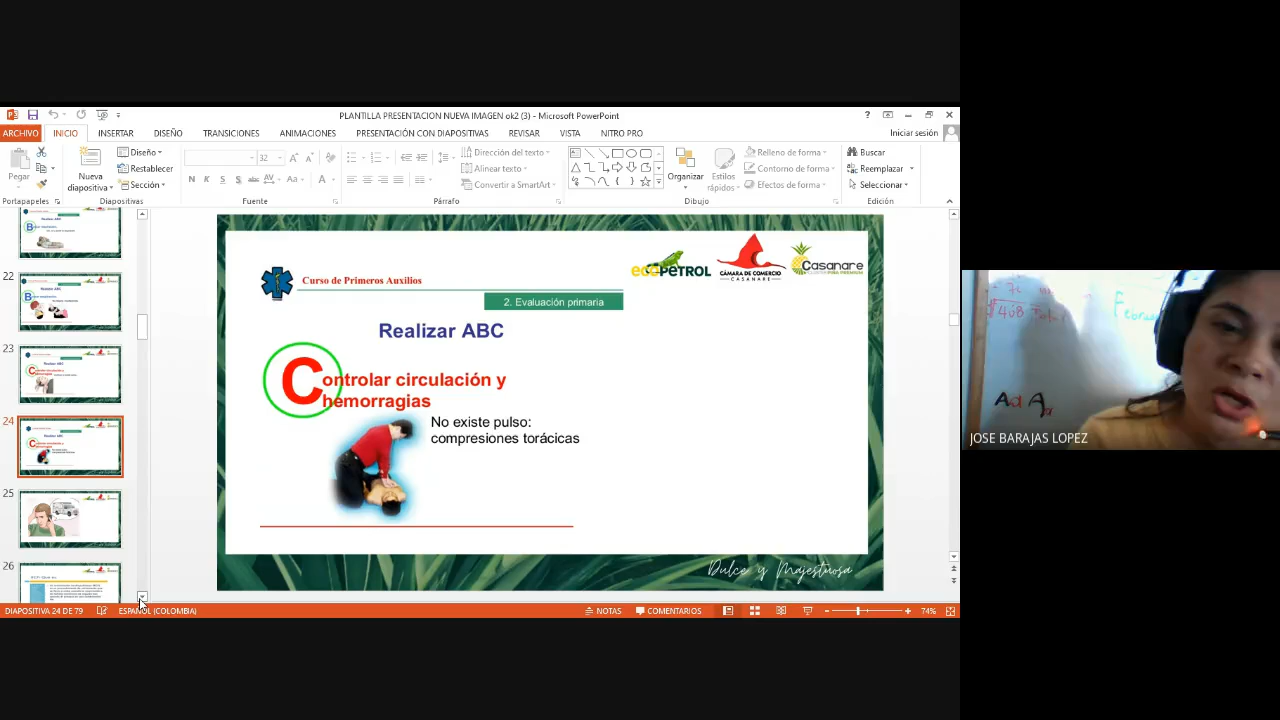 PLANTILLA PRESENTACION NUEVA IMAGEN ok2 (3) - Microsoft PowerPoint
ARCHIVO INICIO INSERTAR DISEÑO TRANSICIONES ANIMACIONES PRESENTACIÓN CON DIAPOSITIVAS REVISAR VISTA NITRO PRO Iniciar sesión
Pegar
Nueva diapositiva
Diseño
Restablecer
Sección
32
N K S
Dirección del texto
Alinear texto
Convertir a SmartArt
Organizar
Estilos rápidos
Relleno de forma
Contorno de forma
Efectos de forma
Buscar
Reemplazar
Seleccionar
Portapapeles Diapositivas Fuente Párrafo Dibujo Edición
22
23
24
25
26
Curso de Primeros Auxilios
ecoPETROL
CÁMARA DE COMERCIO
CASANARE
Casanare
2. Evaluación primaria
Realizar ABC
Controlar circulación y
hemorragias
No existe pulso:
compresiones torácicas
Dulce y Majestuosa
DIAPOSITIVA 24 DE 79 ESPAÑOL (COLOMBIA) NOTAS COMENTARIOS 74%
JOSE BARAJAS LOPEZ